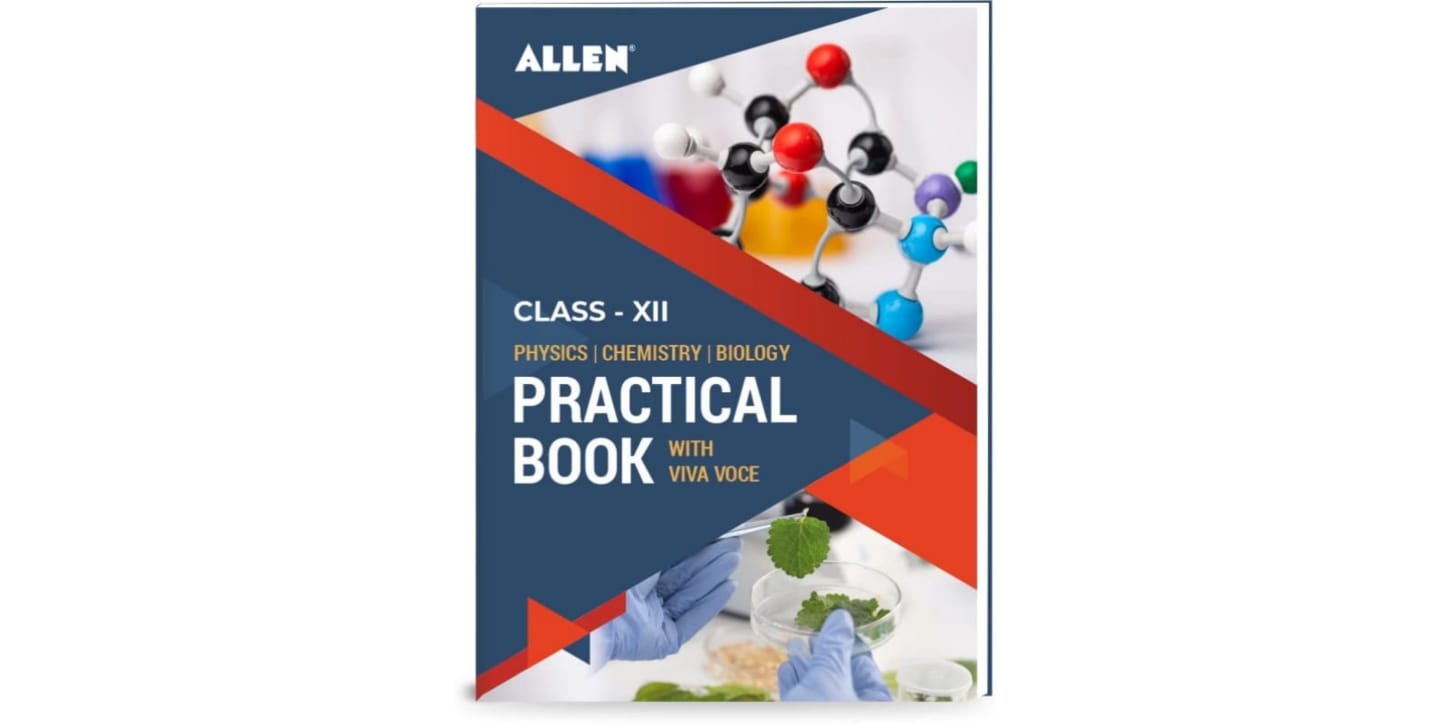 ALLEN®
CLASS - XII
PHYSICS | CHEMISTRY | BIOLOGY
PRACTICAL
BOOK WITH
VIVA VOCE